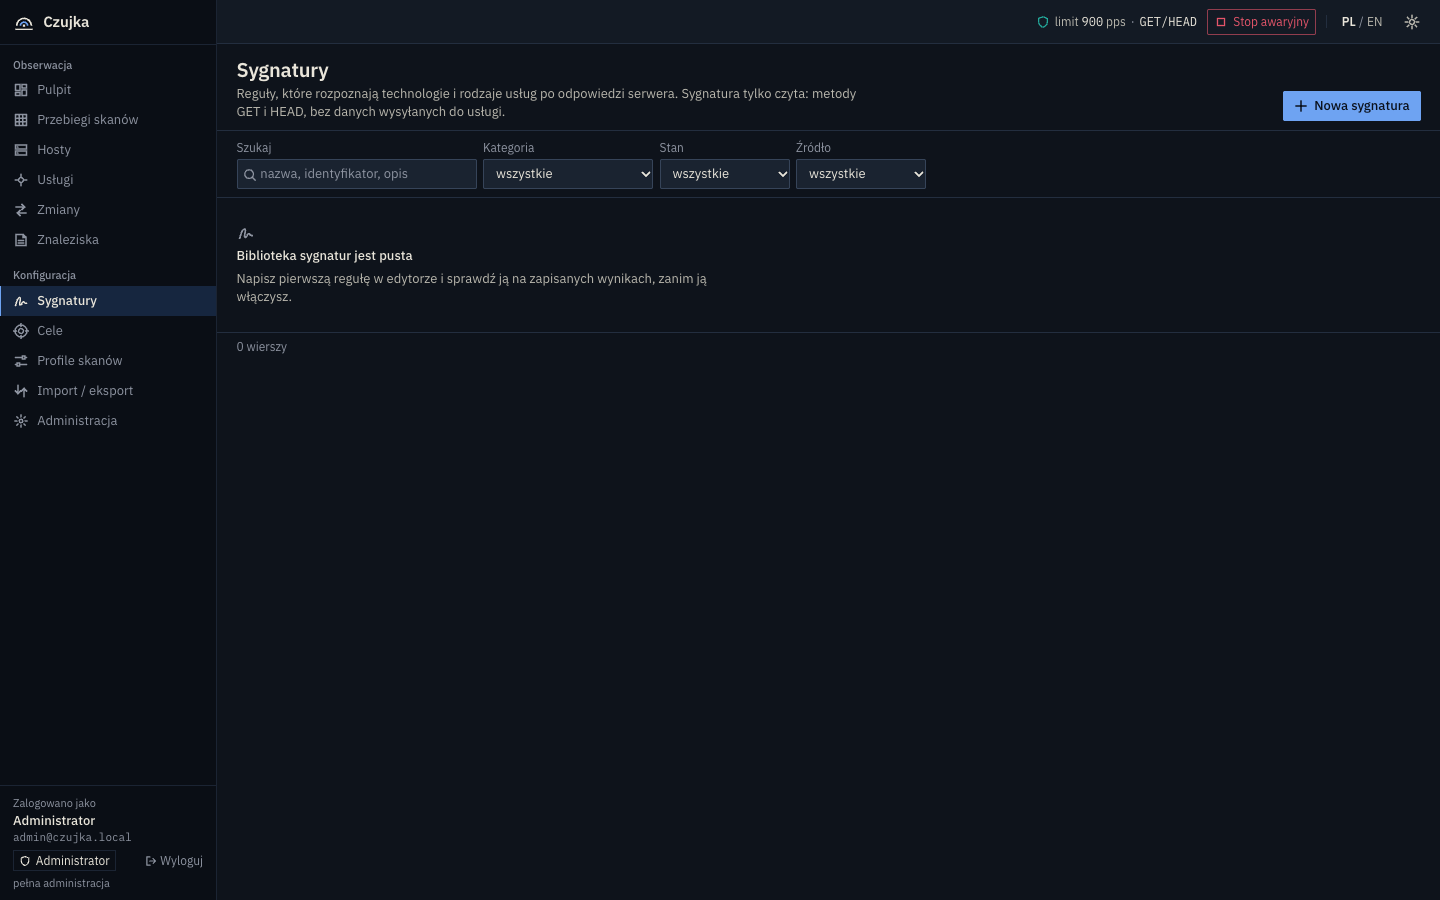 Czujka
limit 900 pps · GET/HEAD
Stop awaryjny
PL / EN
Obserwacja
Pulpit
Przebiegi skanów
Hosty
Usługi
Zmiany
Znaleziska
Konfiguracja
Sygnatury
Cele
Profile skanów
Import / eksport
Administracja
Zalogowano jako
Administrator
admin@czujka.local
Administrator
Wyloguj
pełna administracja
Sygnatury
Reguły, które rozpoznają technologie i rodzaje usług po odpowiedzi serwera. Sygnatura tylko czyta: metody
GET i HEAD, bez danych wysyłanych do usługi.
Nowa sygnatura
Szukaj
Kategoria
Stan
Źródło
nazwa, identyfikator, opis
wszystkie
wszystkie
wszystkie
Biblioteka sygnatur jest pusta
Napisz pierwszą regułę w edytorze i sprawdź ją na zapisanych wynikach, zanim ją
włączysz.
0 wierszy